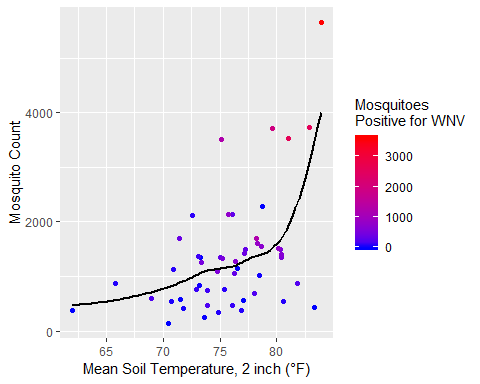 4000
2000
0
Mosquito Count
65
70
75
80
Mean Soil Temperature, 2 inch (°F)
Mosquitoes
Positive for WNV
3000
2000
1000
0